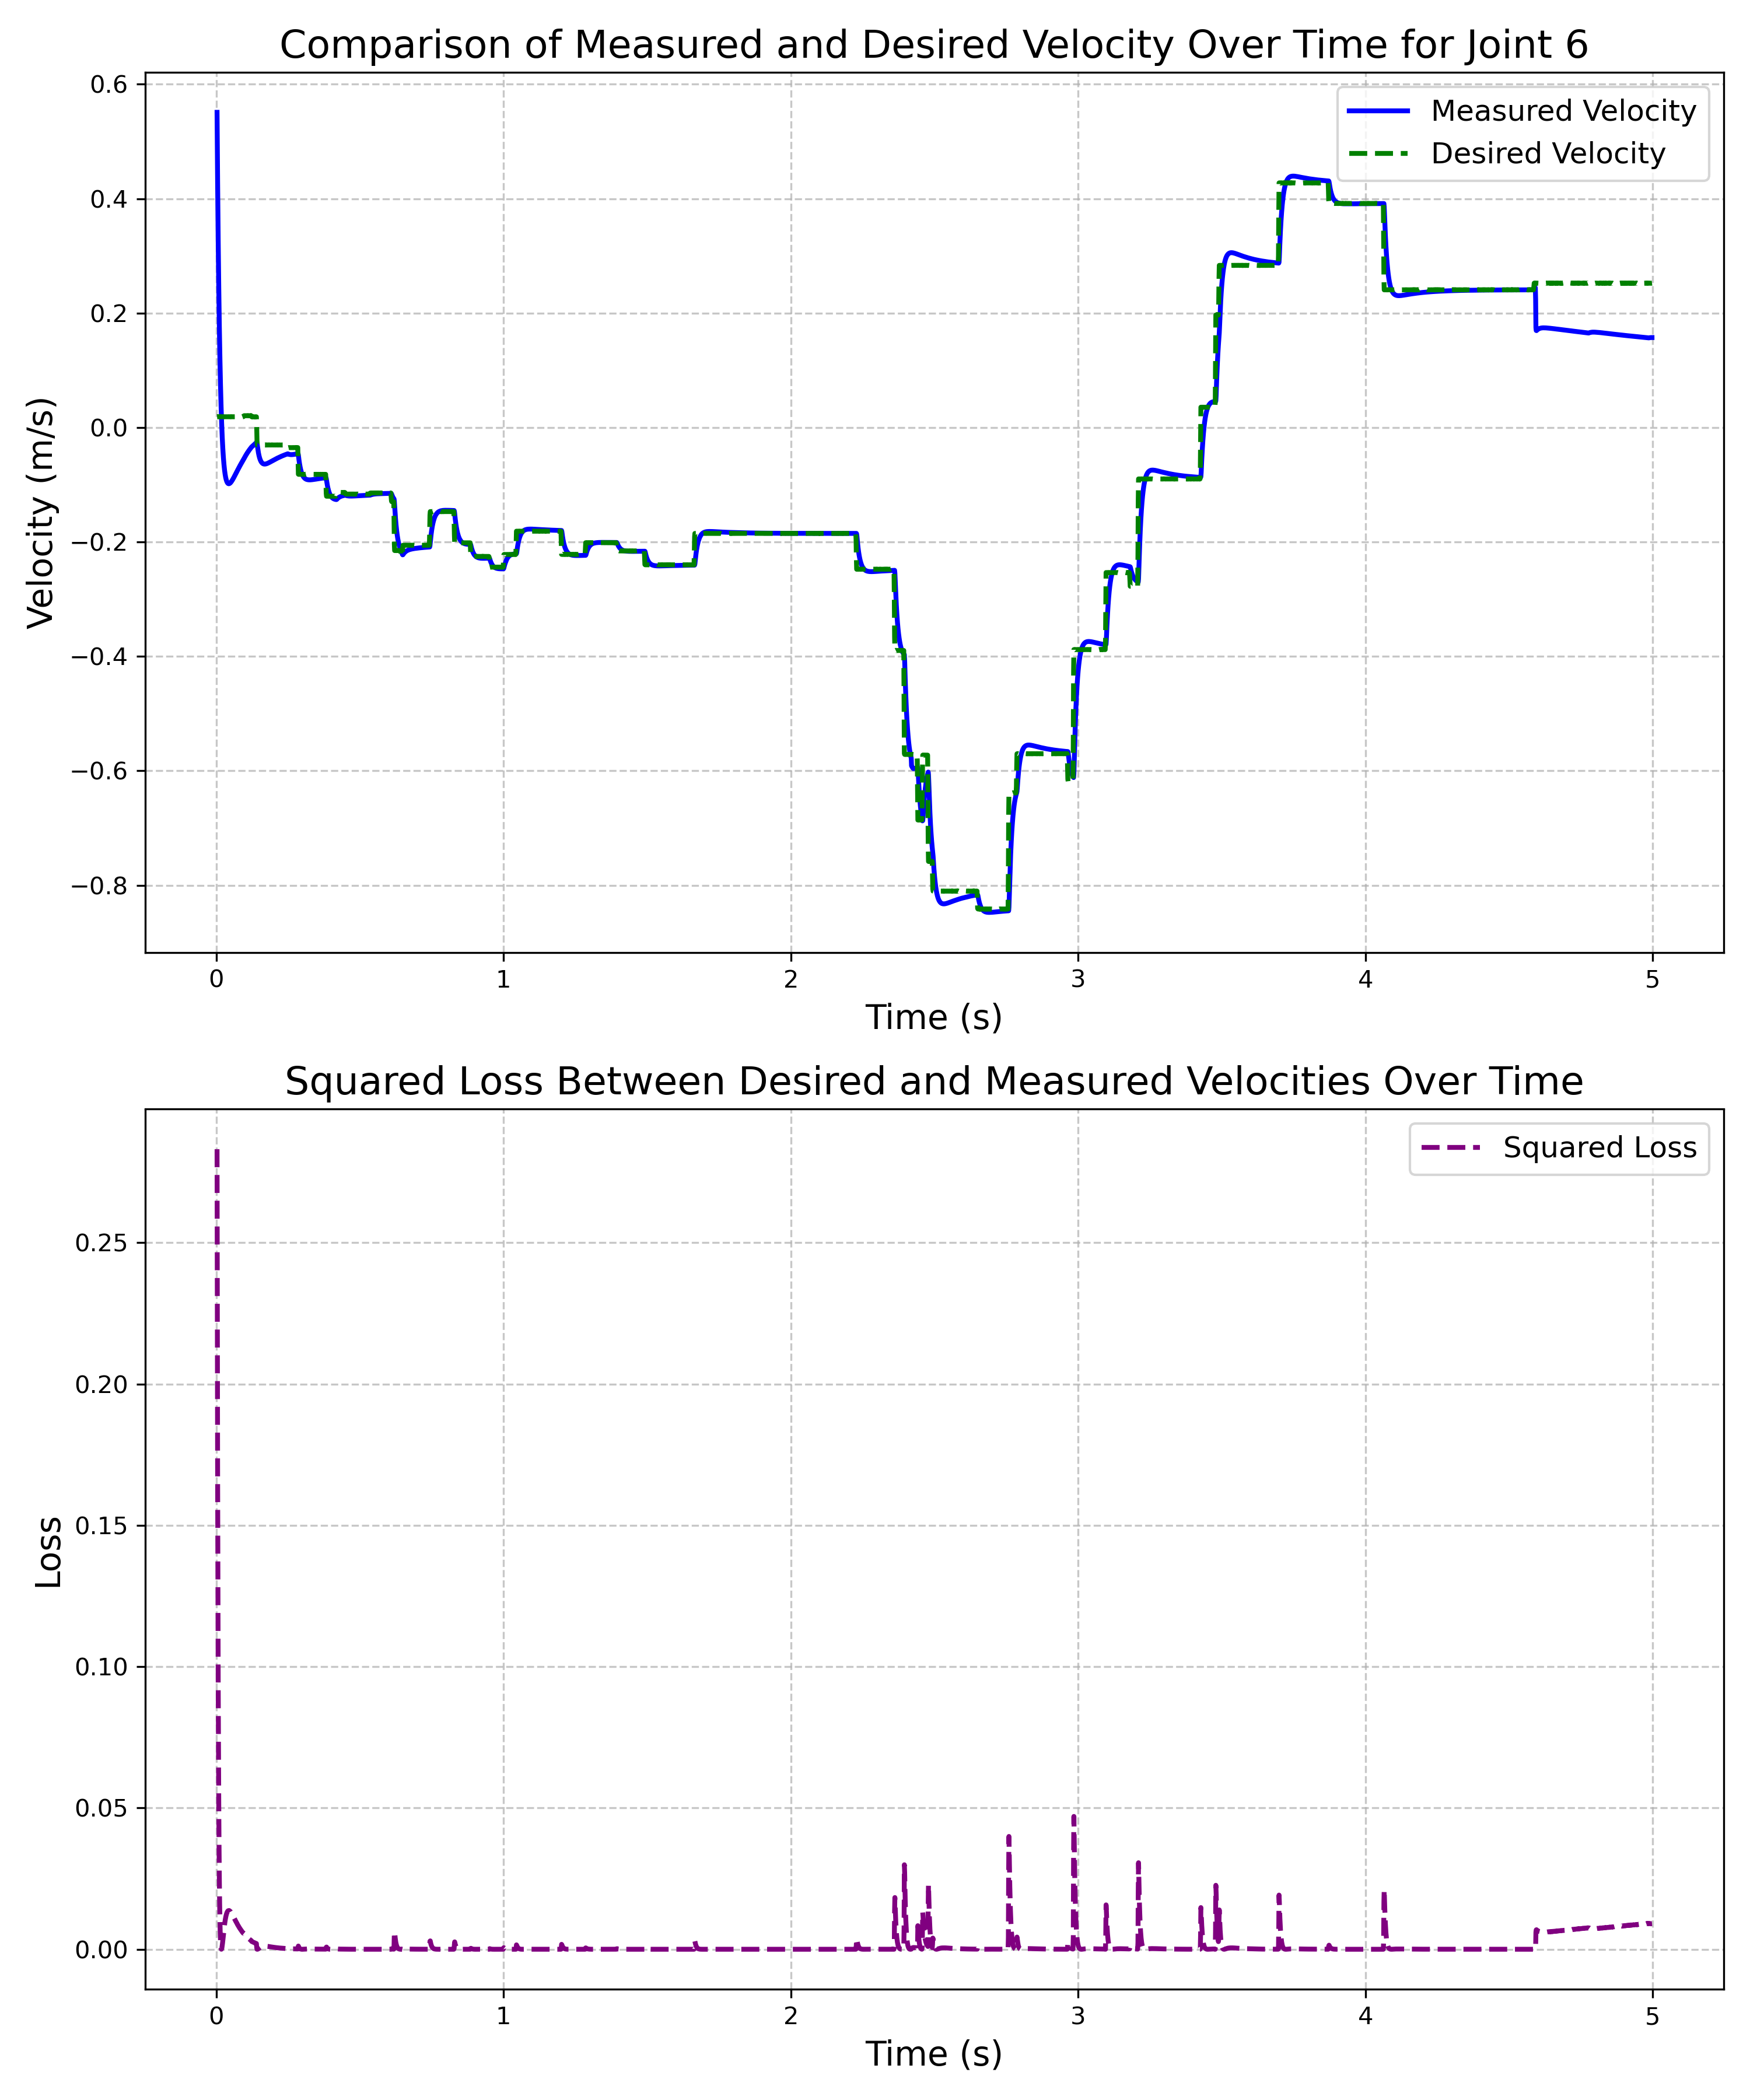 Comparison of Measured and Desired Velocity Over Time for Joint 6
Measured Velocity
Desired Velocity
Velocity (m/s)
0.6
0.4
0.2
0.0
−0.2
−0.4
−0.6
−0.8
0 1 2 3 4 5
Time (s)
Squared Loss Between Desired and Measured Velocities Over Time
Squared Loss
Loss
0.25
0.20
0.15
0.10
0.05
0.00
0 1 2 3 4 5
Time (s)